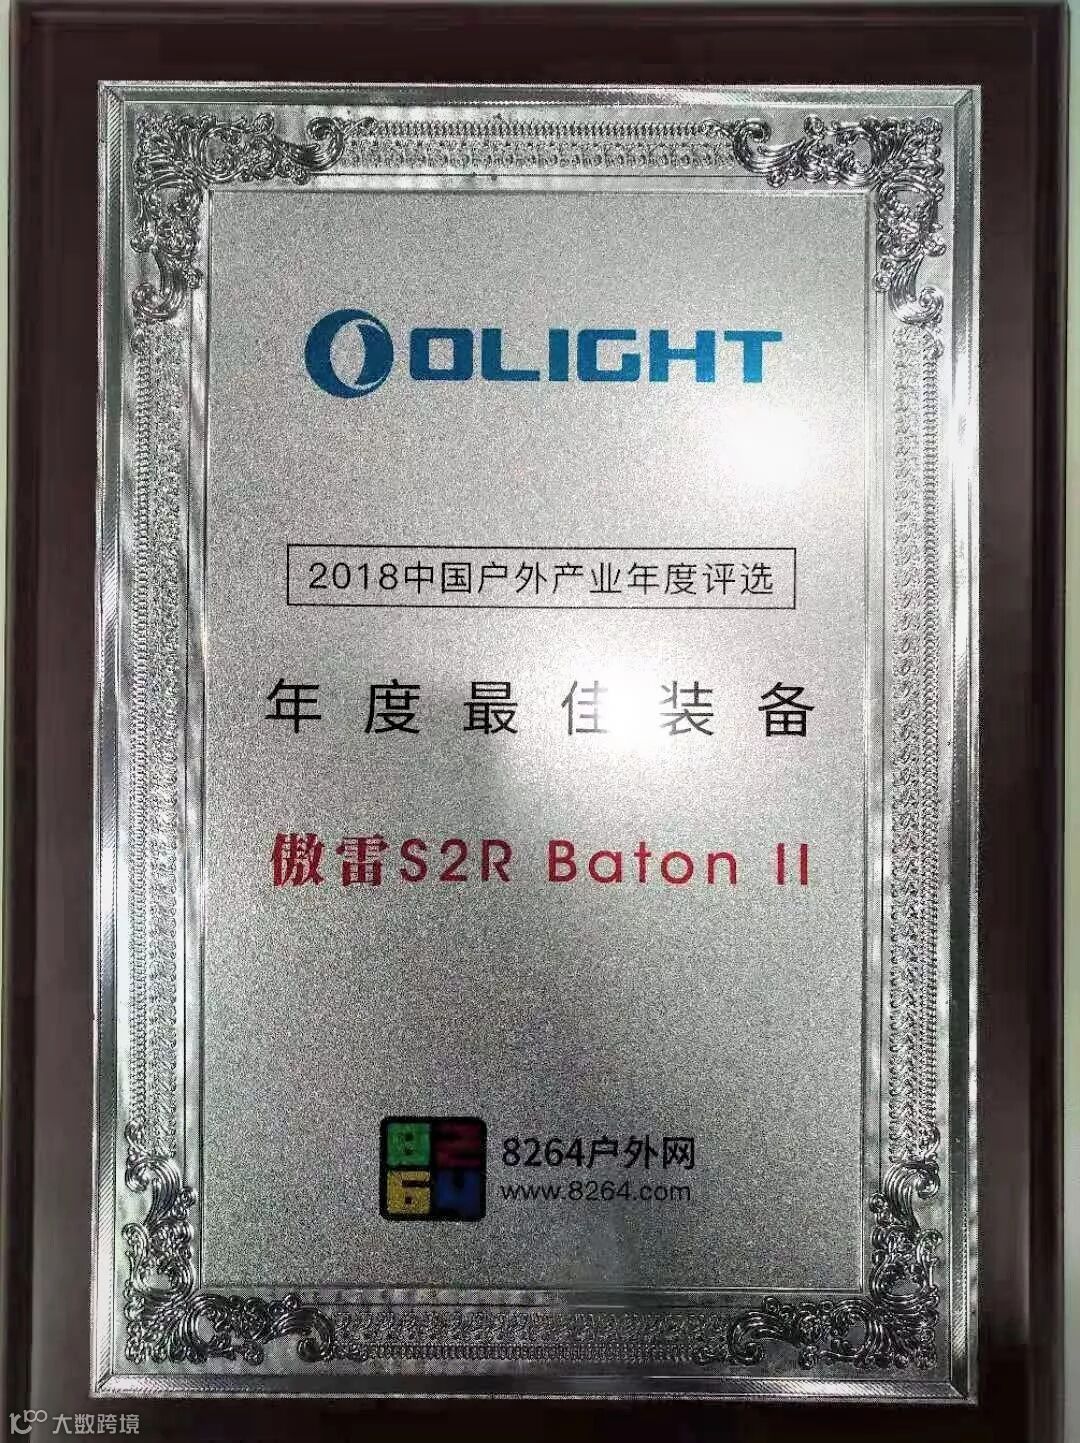 OLIGHT
2018中国户外产业年度评选
年度最佳装备
傲雷S2R Baton II
8264
8264户外网
www.8264.com
大数跨境